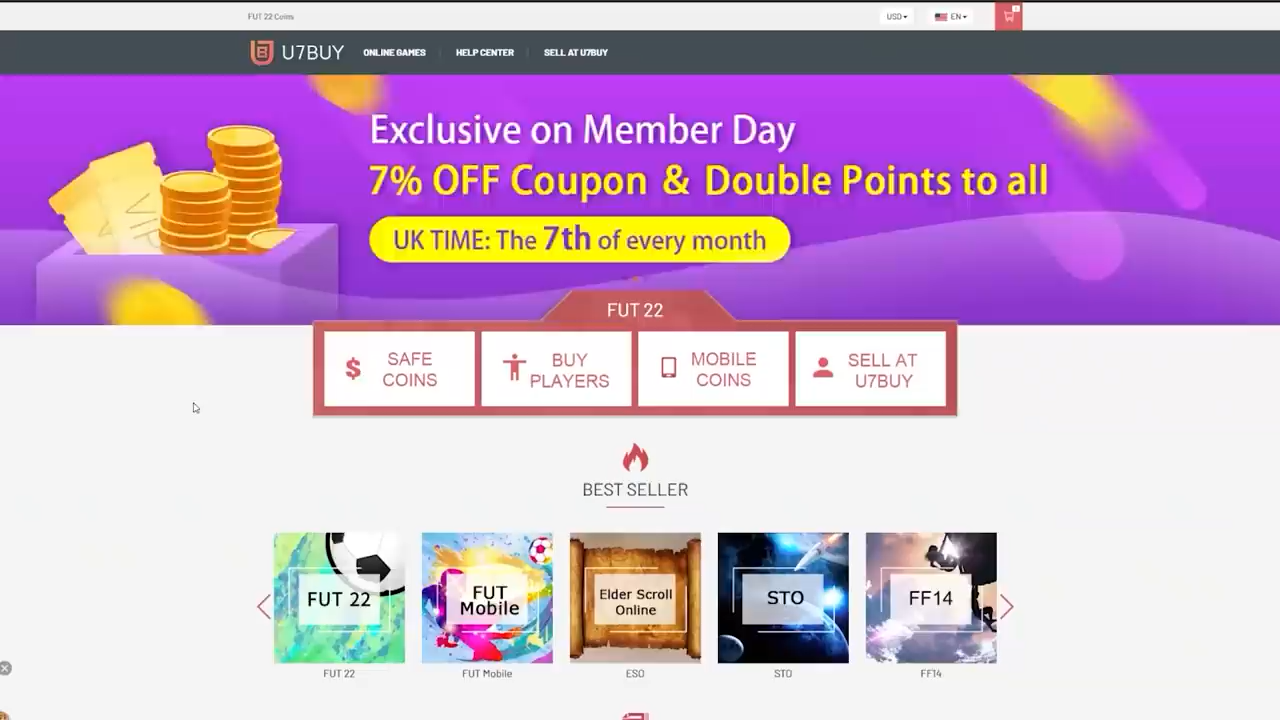 FUT 22 Coins
USD
EN
U7BUY
ONLINE GAMES
HELP CENTER
SELL AT U7BUY
Exclusive on Member Day
7% OFF Coupon & Double Points to all
VIP
UK TIME: The 7th of every month
FUT 22
SAFE
COINS
BUY
PLAYERS
MOBILE
COINS
SELL AT
U7BUY
BEST SELLER
FUT 22
FUT
Mobile
Elder Scroll
Online
STO
FF14
FUT 22
FUT Mobile
ESO
STO
FF14